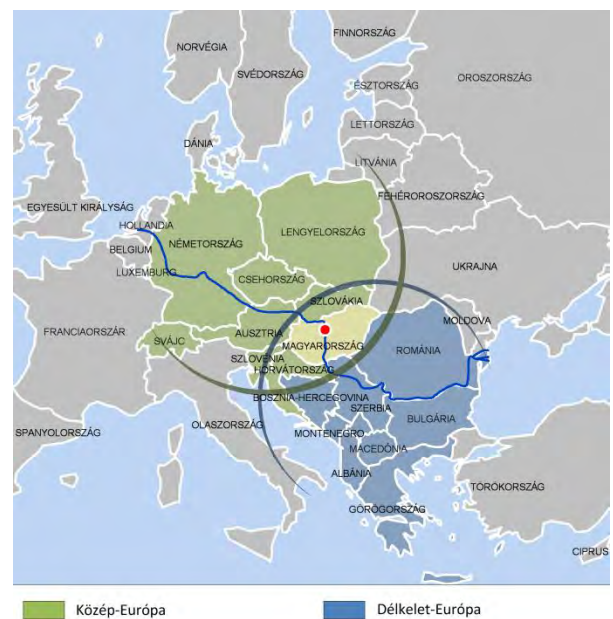 FINNORSZÁG
NORVÉGIA
SVÉDORSZÁG
OROSZORSZÁG
ÉSZTORSZÁG
LETTORSZÁG
DÁNIA
LITVÁNIA
FEHÉROROSZORSZÁG
EGYESÜLT KIRÁLYSÁG
HOLLANDIA
LENGYELORSZÁG
NÉMETORSZÁG
BELGIUM
UKRAJNA
LUXEMBURG
CSEHORSZÁG
SZLOVÁKIA
MOLDOVA
FRANCIAORSZÁR
AUSZTRIA
SVÁJC
MAGYARORSZÁG
ROMÁNIA
SZLOVÉNIA
HORVÁTORSZÁG
BOSZNIA-HERCEGOVINA
SZERBIA
BULGÁRIA
SPANYOLORSZÁG
OLASZORSZÁG
MONTENEGRO
MACEDÓNIA
ALBÁNIA
TÖRÖKORSZÁG
GÖRÖGORSZÁG
CIPRUS
Közép-Európa
Délkelet-Európa